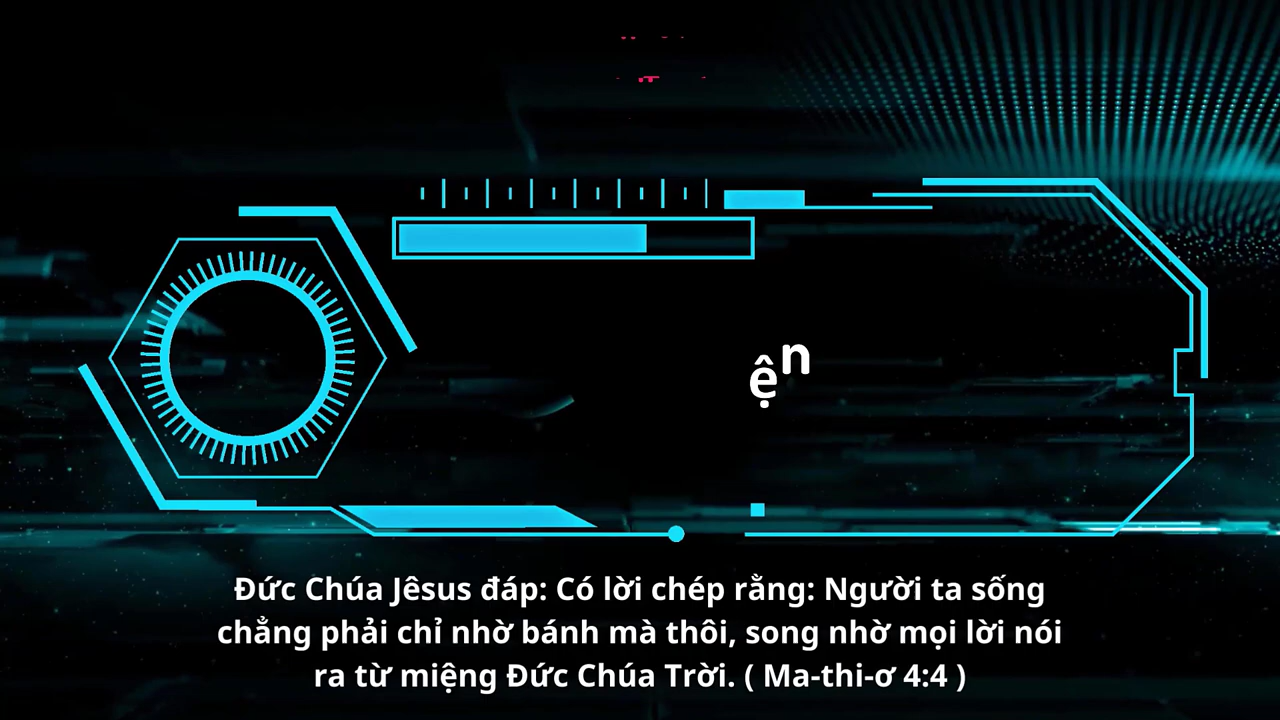 ện
Đức Chúa Jêsus đáp: Có lời chép rằng: Người ta sống
chẳng phải chỉ nhờ bánh mà thôi, song nhờ mọi lời nói
ra từ miệng Đức Chúa Trời. ( Ma-thi-ơ 4:4 )